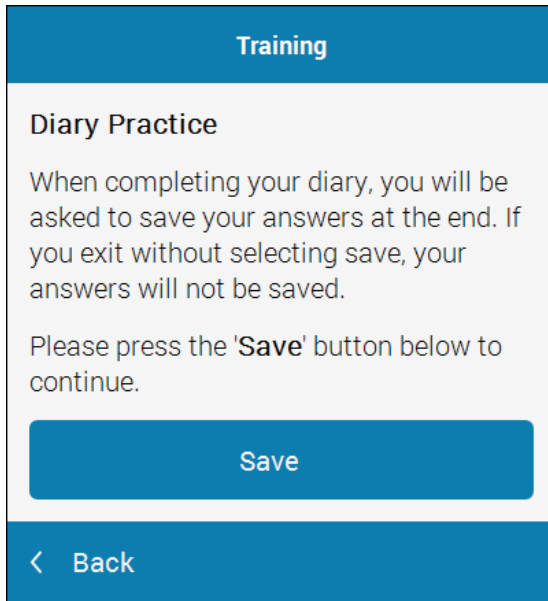 Training
Diary Practice
When completing your diary, you will be
asked to save your answers at the end. If
you exit without selecting save, your
answers will not be saved.
Please press the 'Save' button below to
continue.
Save
Back